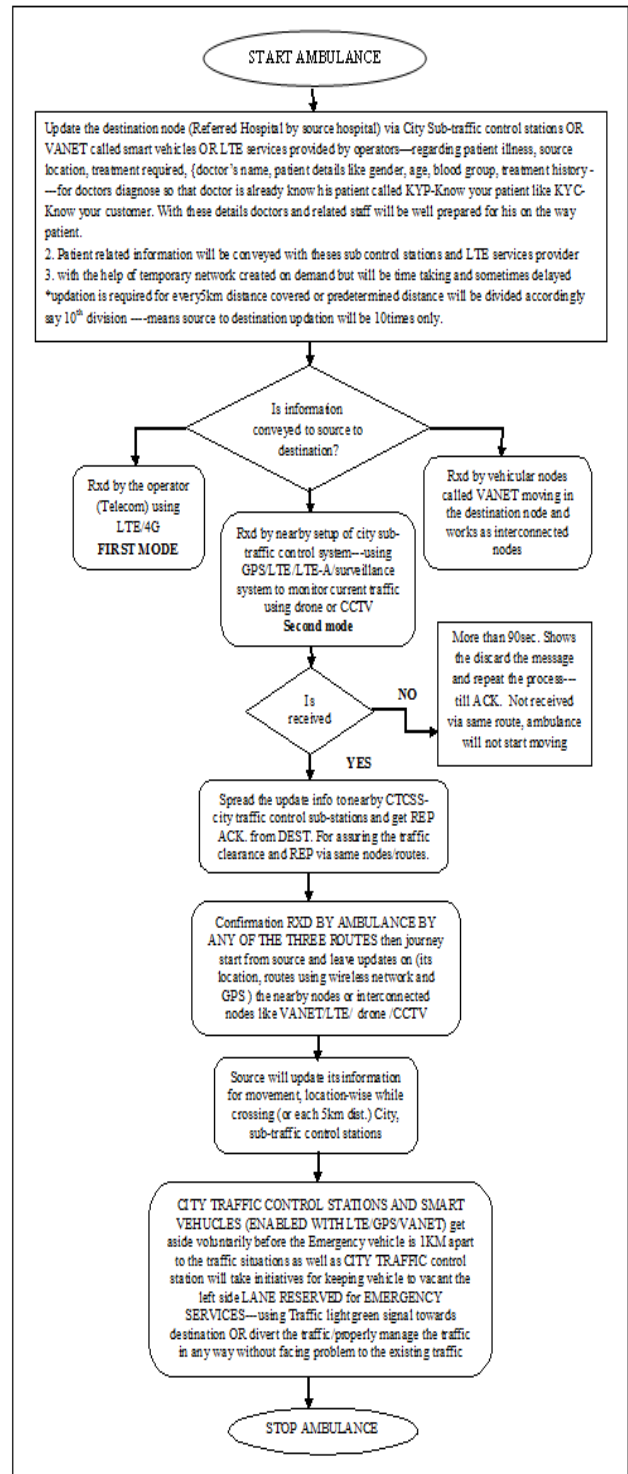 START AMBULANCE
Update the destination node (Referred Hospital by source hospital) via City Sub-traffic control stations OR
VANET called smart vehicles OR LTE services provided by operators---regarding patient illness, source
location, treatment required, {doctor's name, patient details like gender, age, blood group, treatment history -
---for doctors diagnose so that doctor is already know his patient called KYP-Know your patient like KYC-
Know your customer. With these details doctors and related staff will be well prepared for his on the way
patient.
2. Patient related information will be conveyed with theses sub control stations and LTE services provider
3. with the help of temporary network created on demand but will be time taking and sometimes delayed
*updation is required for every5km distance covered or predetermined distance will be divided accordingly
say 10th division ----means source to destination updation will be 10times only.
Is information
conveyed to source to
destination?
Rxd by the operator
(Telecom) using
LTE/4G
FIRST MODE
Rxd by nearby setup of city sub-
traffic control system---using
GPS/LTE/LTE-A/surveillance
system to monitor current traffic
using drone or CCTV
Second mode
Rxd by vehicular nodes
called VANET moving in
the destination node and
works as interconnected
nodes
Is
received
NO
More than 90sec. Shows
the discard the message
and repeat the process---
till ACK. Not received
via same route, ambulance
will not start moving
YES
Spread the update info to nearby CTCSS-
city traffic control sub-stations and get REP
ACK. from DEST. For assuring the traffic
clearance and REP via same nodes/routes.
Confirmation RXD BY AMBULANCE BY
ANY OF THE THREE ROUTES then journey
start from source and leave updates on (its
location, routes using wireless network and
GPS ) the nearby nodes or interconnected
nodes like VANET/LTE/ drone /CCTV
Source will update its information
for movement, location-wise while
crossing (or each 5km dist.) City,
sub-traffic control stations
CITY TRAFFIC CONTROL STATIONS AND SMART
VEHUCLES (ENABLED WITH LTE/GPS/VANET) get
aside voluntarily before the Emergency vehicle is 1KM apart
to the traffic situations as well as CITY TRAFFIC control
station will take initiatives for keeping vehicle to vacant the
left side LANE RESERVED for EMERGENCY
SERVICES---using Traffic light green signal towards
destination OR divert the traffic/properly manage the traffic
in any way without facing problem to the existing traffic
STOP AMBULANCE